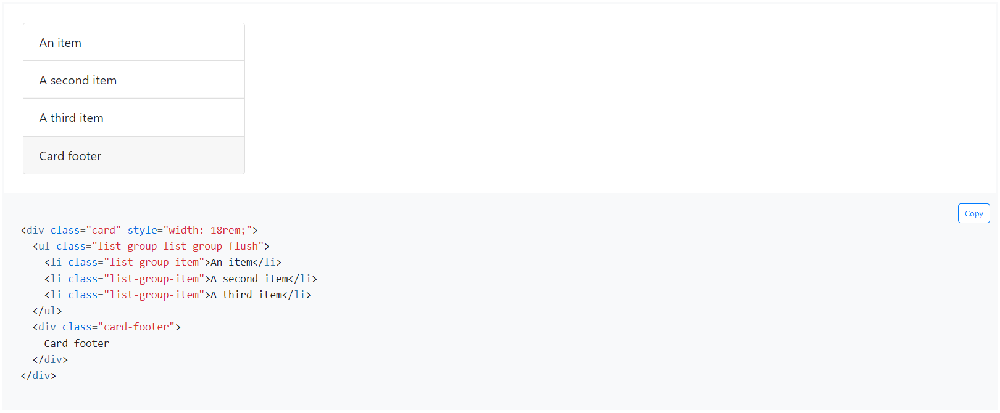 An item
A second item
A third item
Card footer
Copy
<div class="card" style="width: 18rem;">
  <ul class="list-group list-group-flush">
    <li class="list-group-item">An item</li>
    <li class="list-group-item">A second item</li>
    <li class="list-group-item">A third item</li>
  </ul>
  <div class="card-footer">
    Card footer
  </div>
</div>